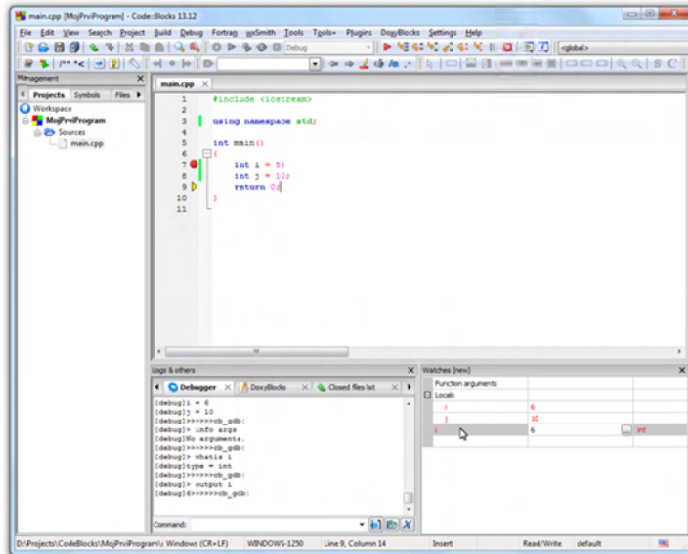 main.cpp [MojPrviProgram] - Code::Blocks 13.12
File Edit View Search Project Build Debug Fortran wxSmith Tools Tools+ Plugins DoxyBlocks Settings Help
Debug
<global>
Management
Projects Symbols Files
Workspace
MojPrviProgram
Sources
main.cpp
main.cpp
1 #include <iostream>
2
3 using namespace std;
4
5 int main()
6 {
7 int i = 5;
8 int j = 10;
9 return 0;
10 }
11
Logs & others
Debugger DoxyBlocks Closed files list
[debug]i = 6
[debug]j = 10
[debug]>>>>>>cb_gdb:
[debug]> info args
[debug]No arguments.
[debug]>>>>>>cb_gdb:
[debug]> whatis i
[debug]type = int
[debug]>>>>>>cb_gdb:
[debug]> output i
[debug]6>>>>>>cb_gdb:
Command:
Watches (new)
Function arguments
Locals
i 6
j 10
i 6 int
D:\Projects\CodeBlocks\MojPrviProgram\ Windows (CR+LF) WINDOWS-1250 Line 9, Column 14 Insert Read/Write default